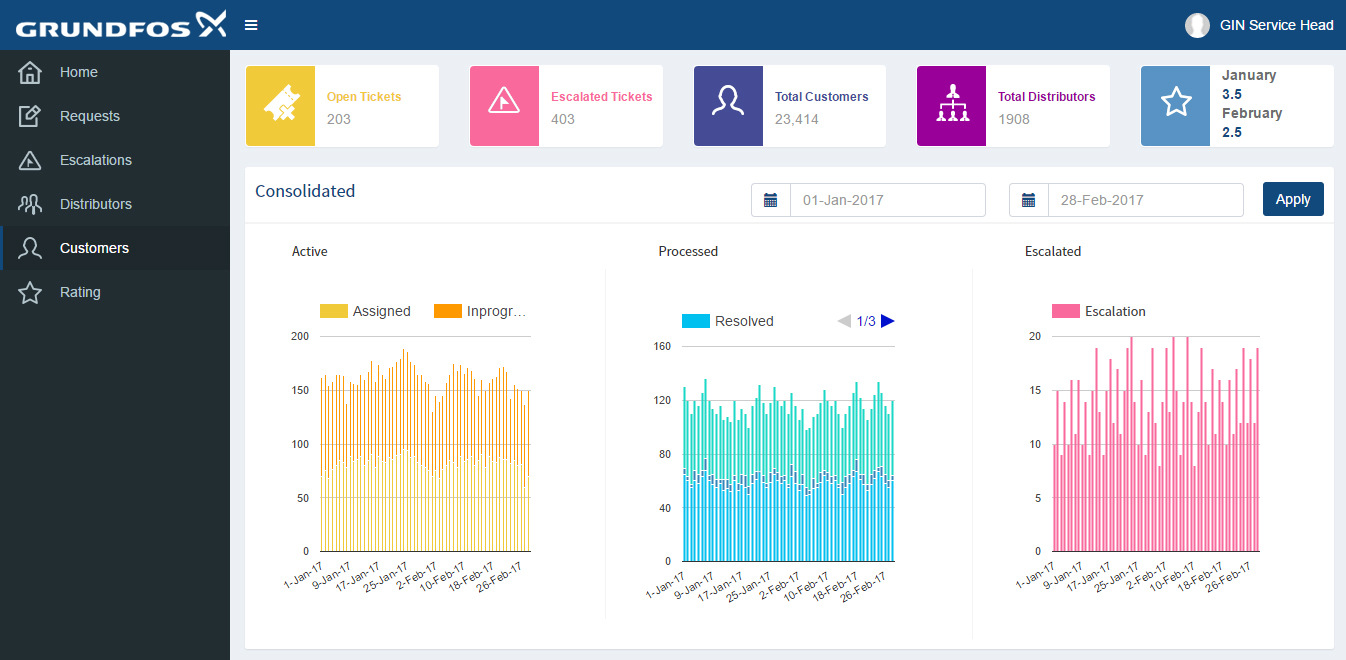 GRUNDFOS
GIN Service Head
Home
Requests
Escalations
Distributors
Customers
Rating
Open Tickets
203
Escalated Tickets
403
Total Customers
23,414
Total Distributors
1908
January
3.5
February
2.5
Consolidated
01-Jan-2017
28-Feb-2017
Apply
Active
Assigned
Inprogr...
200
150
100
50
0
1-Jan-17
9-Jan-17
17-Jan-17
25-Jan-17
2-Feb-17
10-Feb-17
18-Feb-17
26-Feb-17
Processed
Resolved
1/3
160
120
80
40
0
1-Jan-17
9-Jan-17
17-Jan-17
25-Jan-17
2-Feb-17
10-Feb-17
18-Feb-17
26-Feb-17
Escalated
Escalation
20
15
10
5
0
1-Jan-17
9-Jan-17
17-Jan-17
25-Jan-17
2-Feb-17
10-Feb-17
18-Feb-17
26-Feb-17